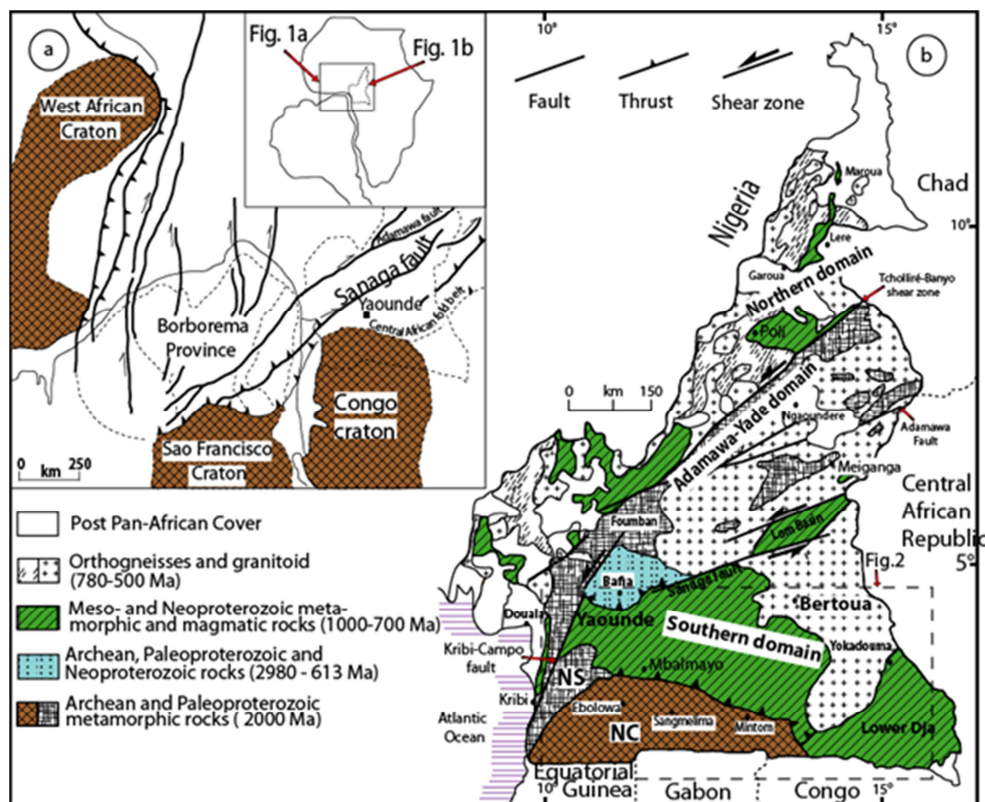 a
Fig. 1a
Fig. 1b
West African
Craton
Adamawa fault
Sanaga fault
Yaounde
Central African fold belt
Borborema
Province
Congo
craton
Sao Francisco
Craton
0 km 250
10°
15°
b
Fault
Thrust
Shear zone
Nigeria
Maroua
Chad
10°
Lere
Garoua
Northern domain
Tcholliré-Banyo
shear zone
Poli
0 km 150
Adamawa-Yade domain
Ngaoundere
Adamawa
Fault
Meiganga
Central
African
Republic
Foumban
Lom Basin
Fig.2
5°
Bafia
Sanaga fault
Douala
Yaounde
Bertoua
Southern domain
Kribi-Campo
fault
NS
Mbalmayo
Yokadouma
Kribi
Ebolowa
Sangmelima
Mintom
Lower Dja
NC
Atlantic
Ocean
Equatorial
Guinea
Gabon
Congo
10°
15°
Post Pan-African Cover
Orthogneisses and granitoid
(780-500 Ma)
Meso- and Neoproterozoic meta-
morphic and magmatic rocks (1000-700 Ma)
Archean, Paleoproterozoic and
Neoproterozoic rocks (2980 - 613 Ma)
Archean and Paleoproterozoic
metamorphic rocks ( 2000 Ma)